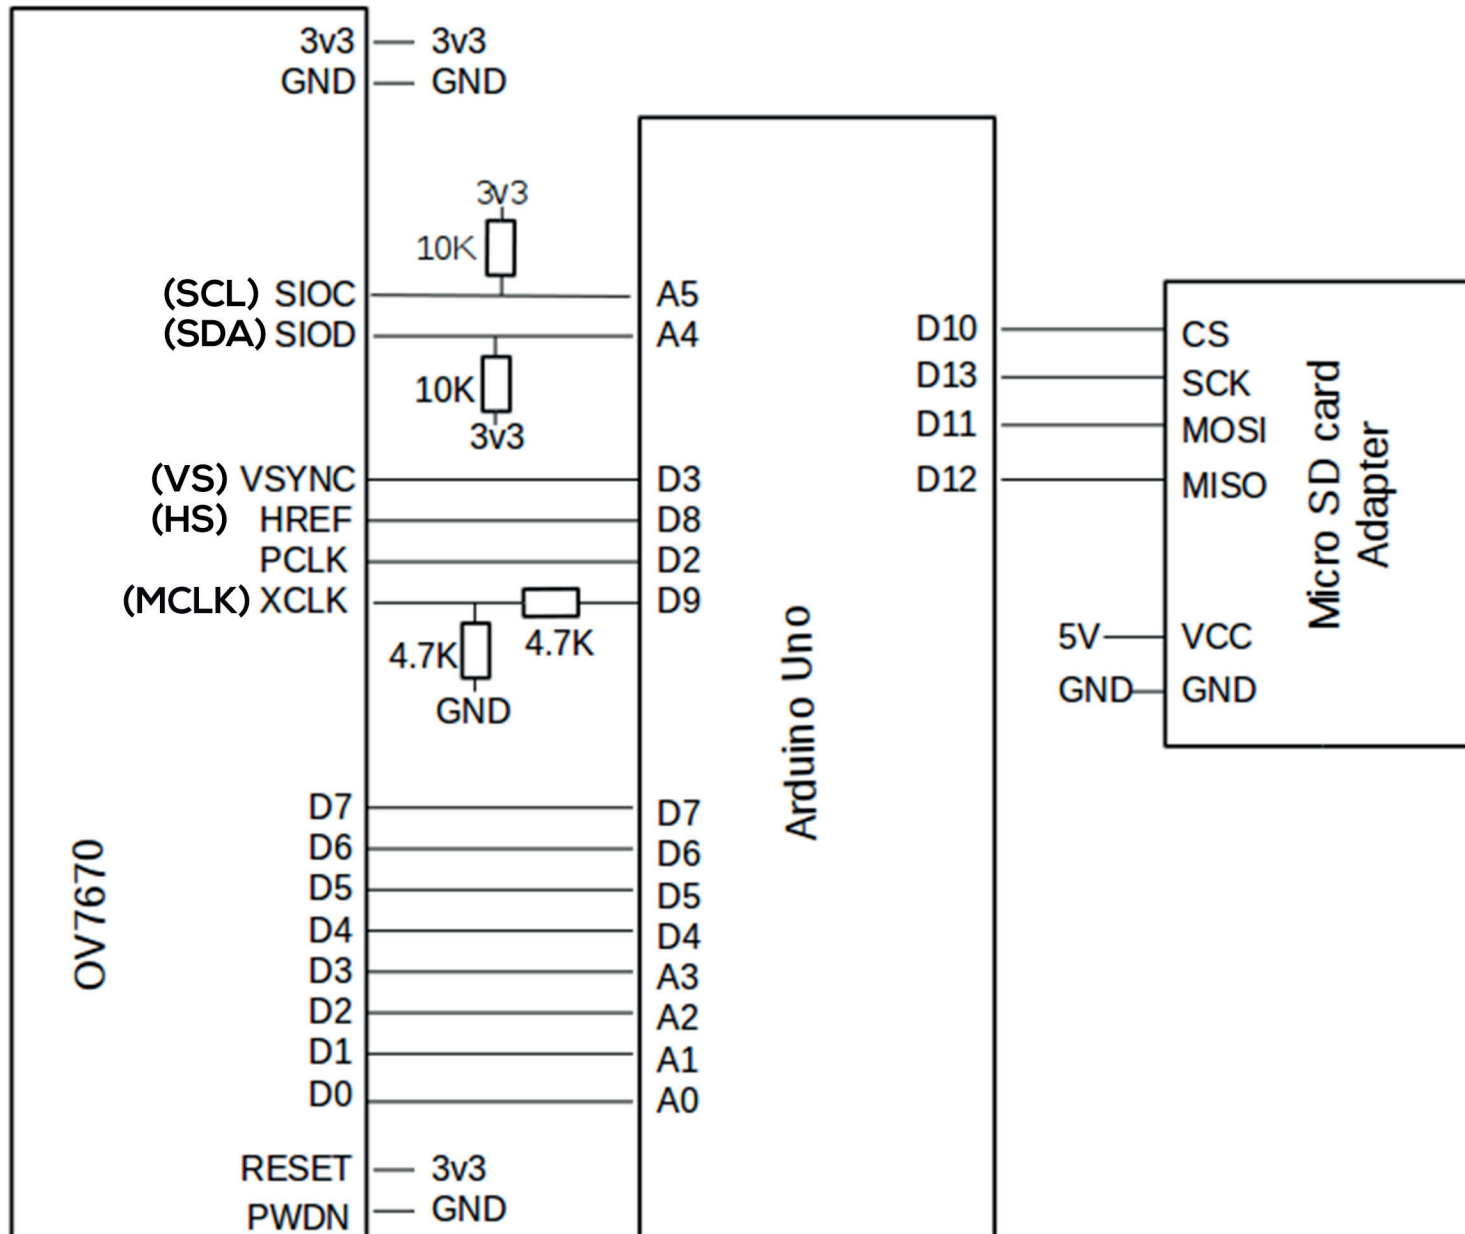 3v3 3v3
GND GND
3v3
10K
(SCL) SIOC A5
(SDA) SIOD A4
10K
3v3
(VS) VSYNC D3
(HS) HREF D8
PCLK D2
(MCLK) XCLK D9
4.7K 4.7K
GND
D7 D7
D6 D6
D5 D5
D4 D4
D3 A3
D2 A2
D1 A1
D0 A0
RESET 3v3
PWDN GND
OV7670
Arduino Uno
D10 CS
D13 SCK
D11 MOSI
D12 MISO
5V VCC
GND GND
Micro SD card
Adapter